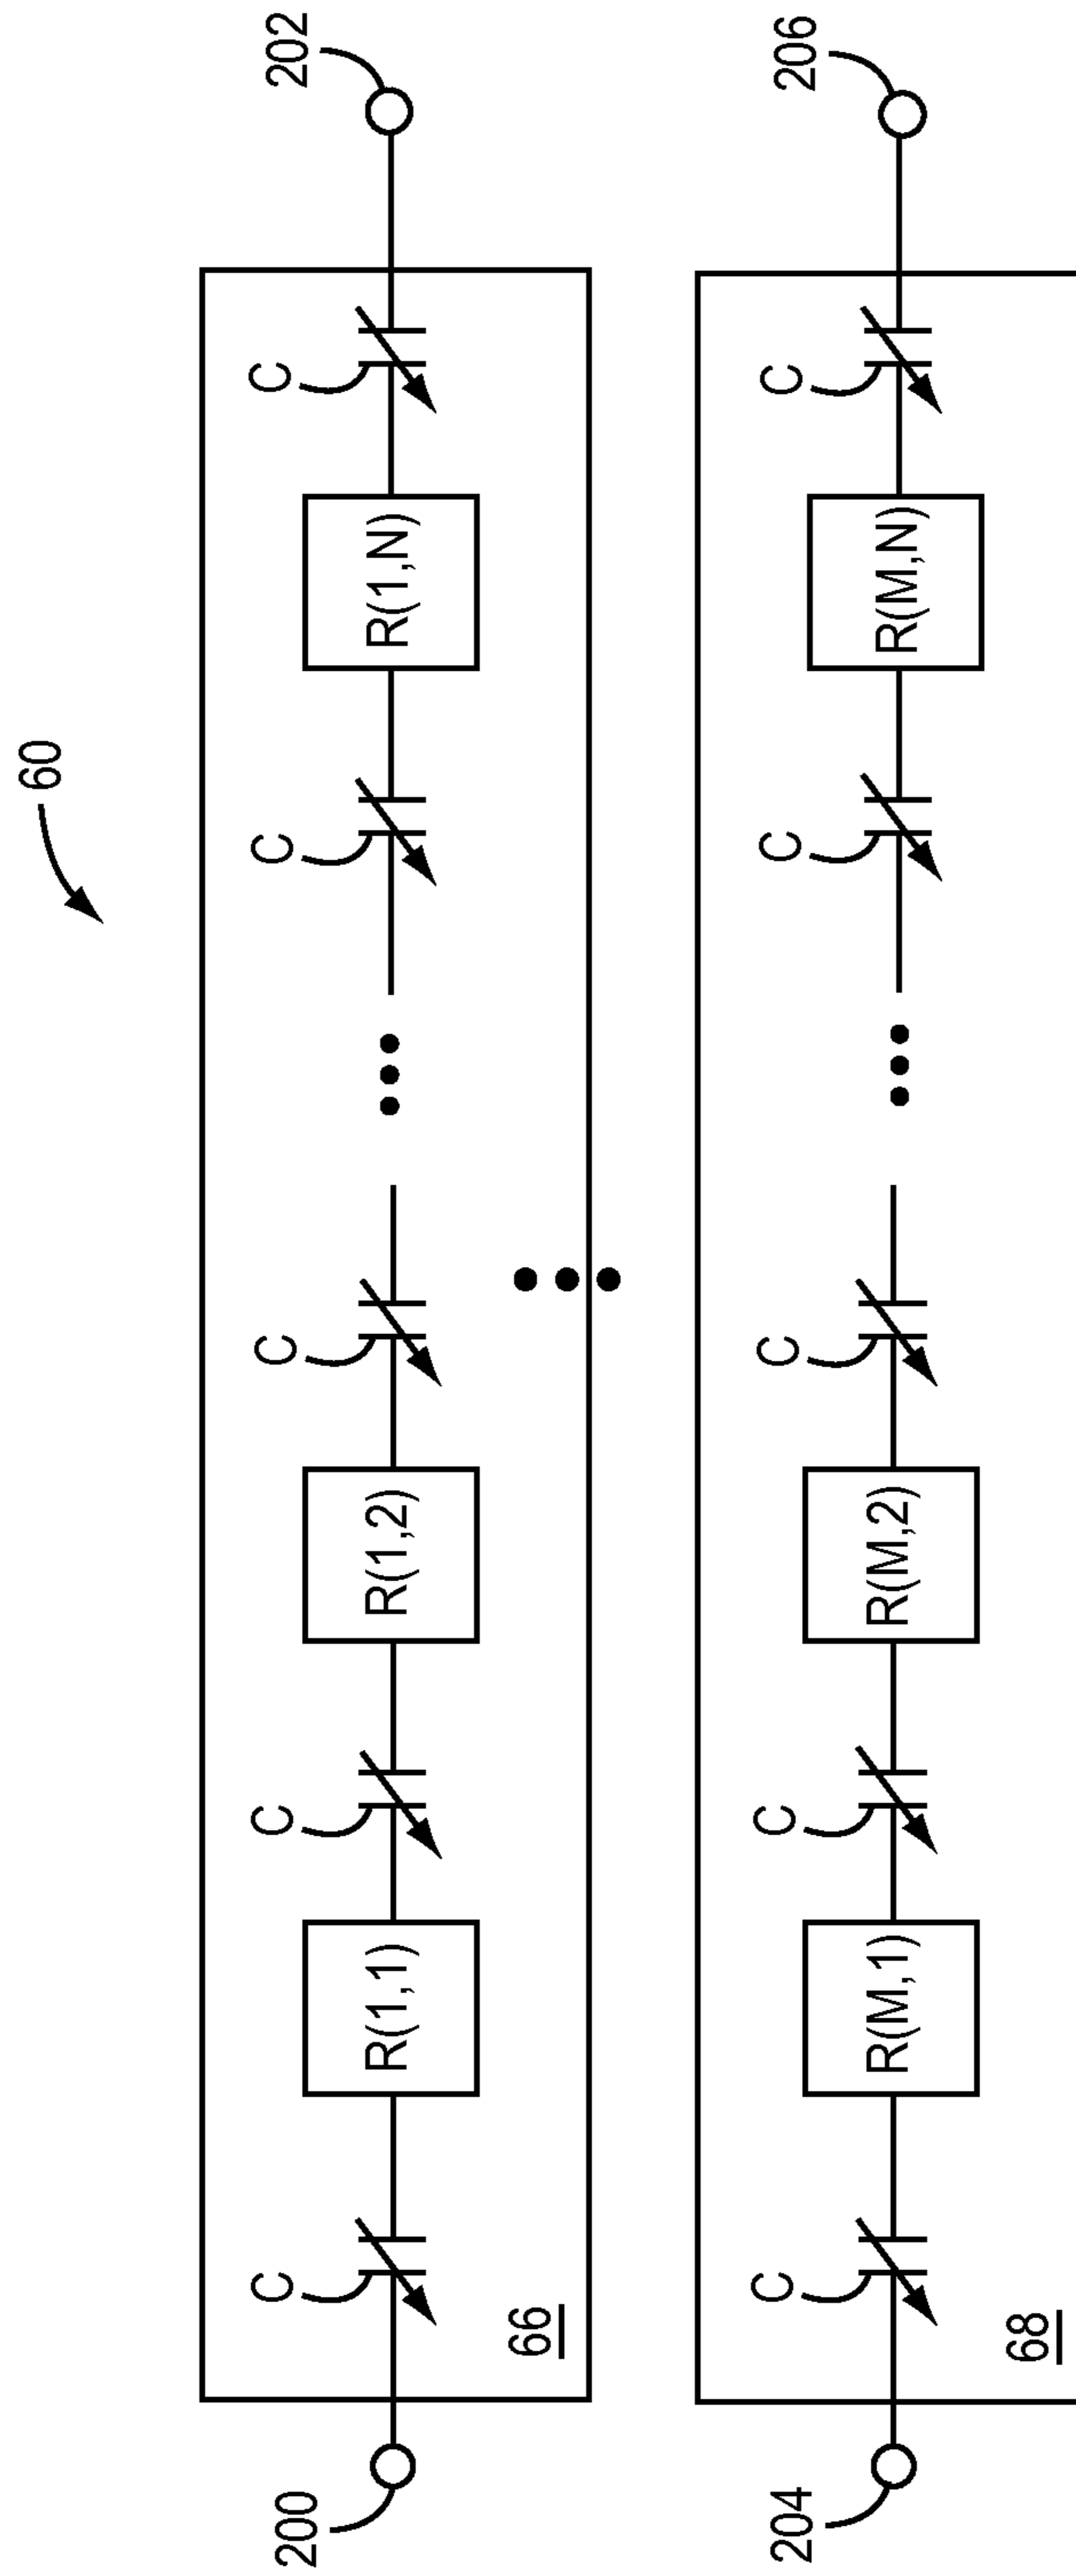 60
C
C
C
C
C
200
R(1,1)
R(1,2)
R(1,N)
202
66
C
C
C
C
C
204
R(M,1)
R(M,2)
R(M,N)
206
68